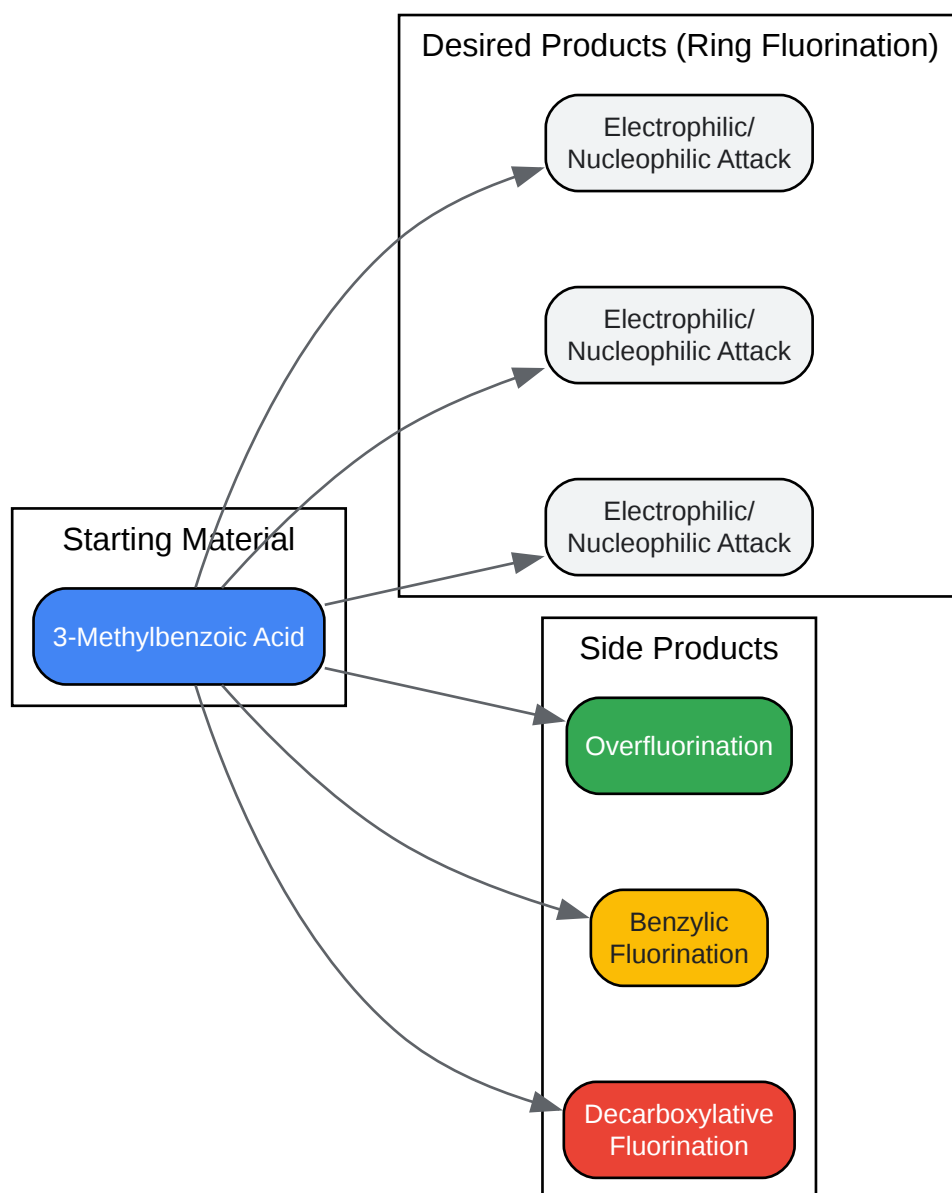 Desired Products (Ring Fluorination)
Electrophilic/
Nucleophilic Attack
Electrophilic/
Nucleophilic Attack
Electrophilic/
Nucleophilic Attack
Starting Material
3-Methylbenzoic Acid
Side Products
Overfluorination
Benzylic
Fluorination
Decarboxylative
Fluorination